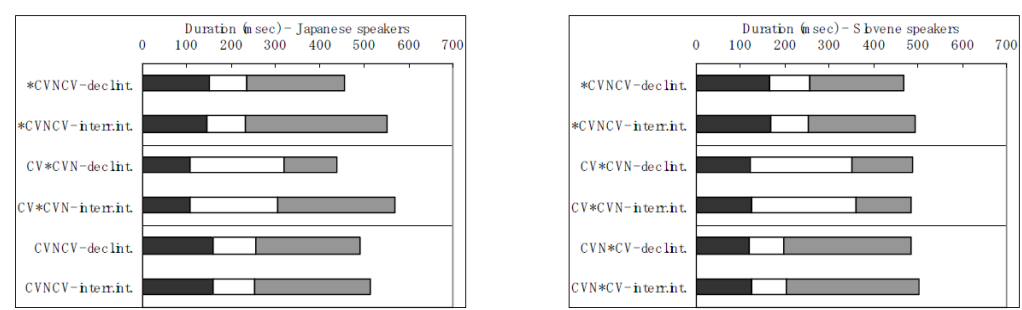 Duration (msec)- Japanese speakers
0 100 200 300 400 500 600 700
*CVNCV-decl.int.
*CVNCV-interr.int.
CV*CVN-decl.int.
CV*CVN-interr.int.
CVNCV-decl.int.
CVNCV-interr.int.
Duration (msec)- Slovene speakers
0 100 200 300 400 500 600 700
*CVNCV-decl.int.
*CVNCV-interr.int.
CV*CVN-decl.int.
CV*CVN-interr.int.
CVN*CV-decl.int.
CVN*CV-interr.int.